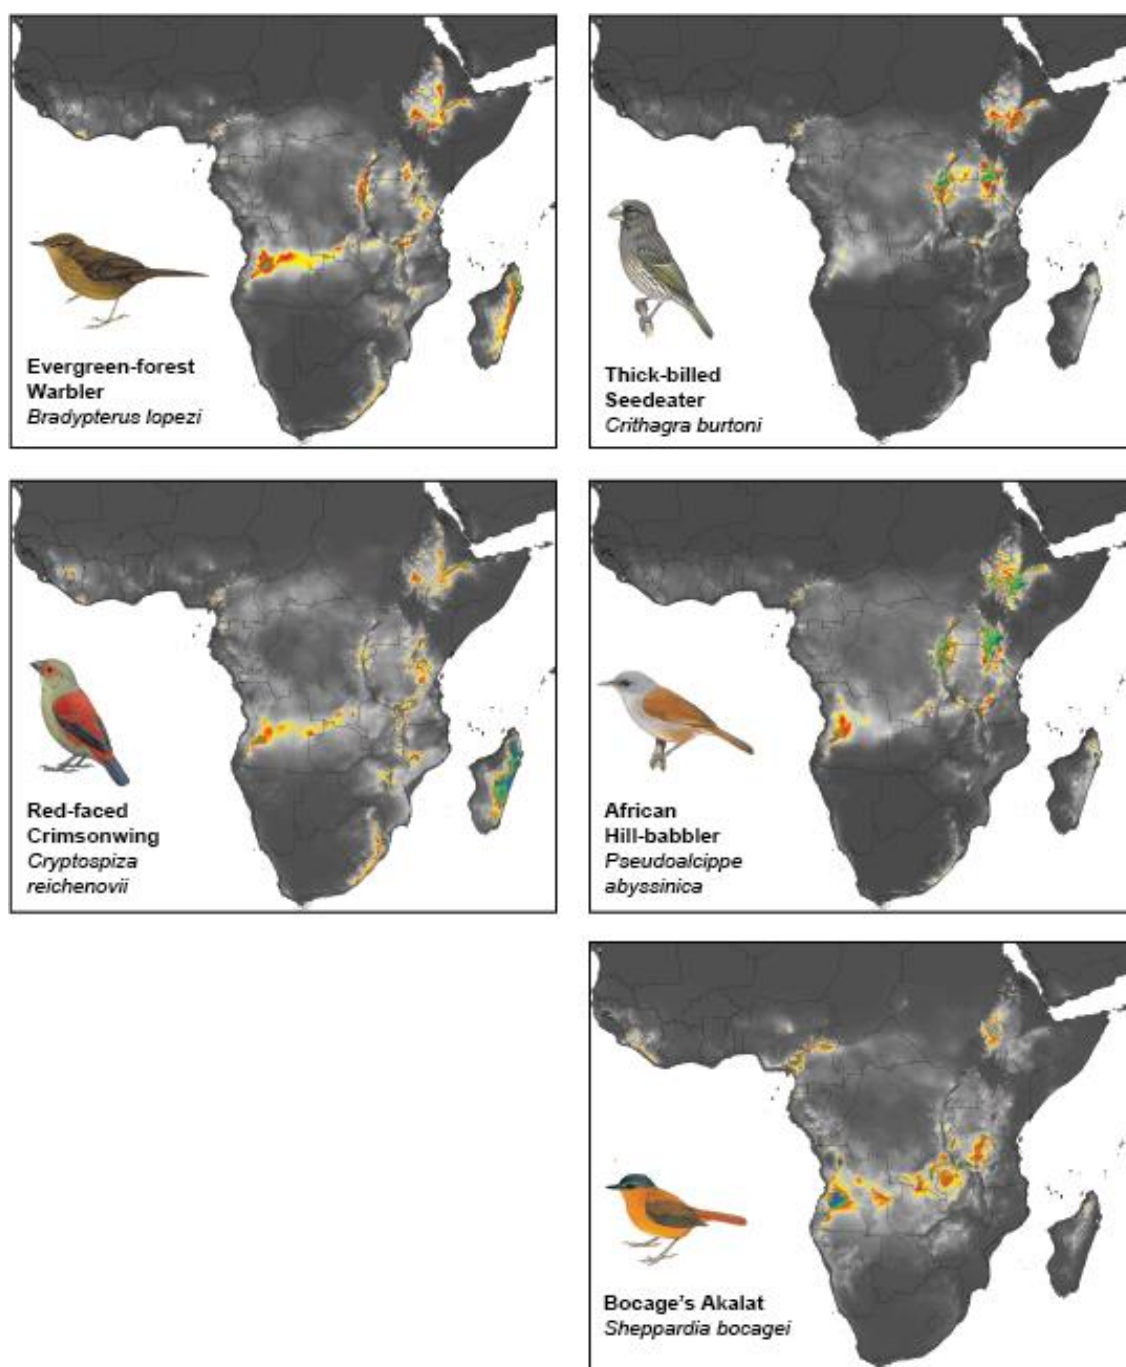 Evergreen-forest
Warbler
Bradypterus lopezi
Thick-billed
Seedeater
Crithagra burtoni
Red-faced
Crimsonwing
Cryptospiza
reichenovii
African
Hill-babbler
Pseudoalcippe
abyssinica
Bocage's Akalat
Sheppardia bocagei